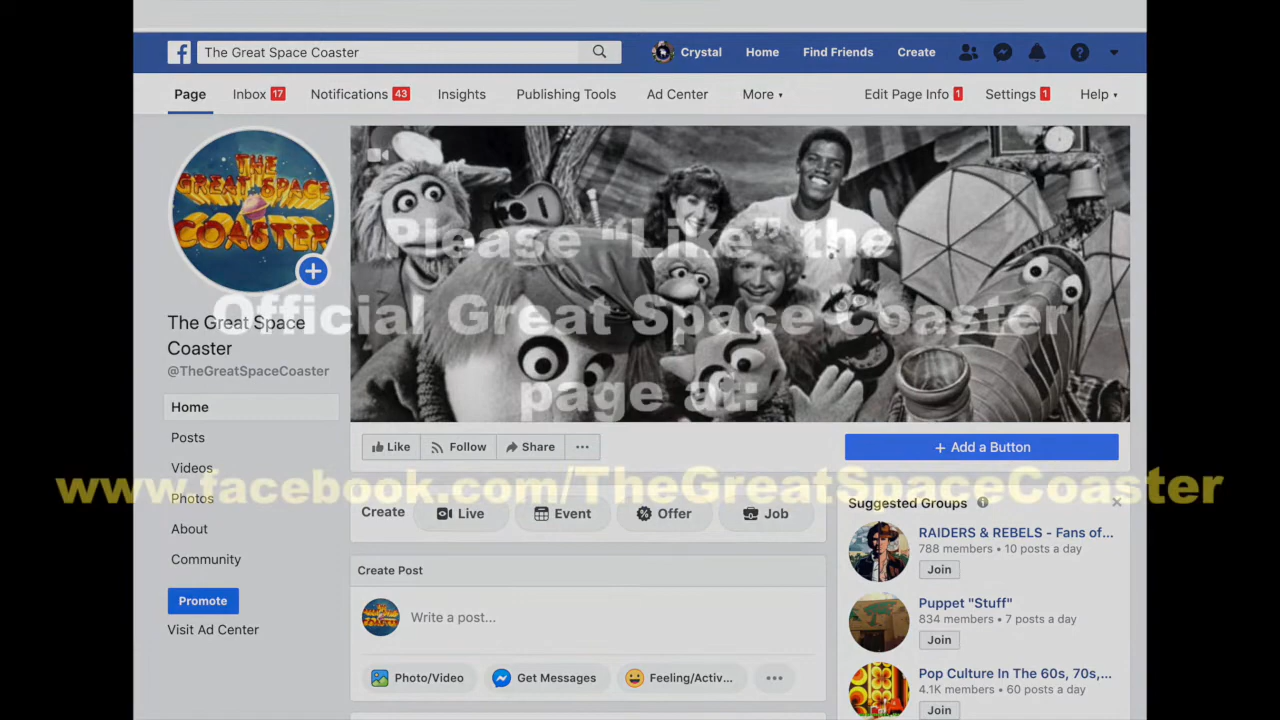 The Great Space Coaster
Crystal Home Find Friends Create
Page Inbox 17 Notifications 43 Insights Publishing Tools Ad Center More Edit Page Info 1 Settings 1 Help
THE
GREAT SPACE
COASTER
Please “Like” the
Official Great Space Coaster
page at:
www.facebook.com/TheGreatSpaceCoaster
The Great Space
Coaster
@TheGreatSpaceCoaster
Home
Posts
Videos
Photos
About
Community
Promote
Visit Ad Center
Like Follow Share ...
+ Add a Button
Create Live Event Offer Job
Create Post
Write a post...
Photo/Video Get Messages Feeling/Activ... ...
Suggested Groups
RAIDERS & REBELS - Fans of...
788 members • 10 posts a day
Join
Puppet "Stuff"
834 members • 7 posts a day
Join
Pop Culture In The 60s, 70s,...
4.1K members • 60 posts a day
Join